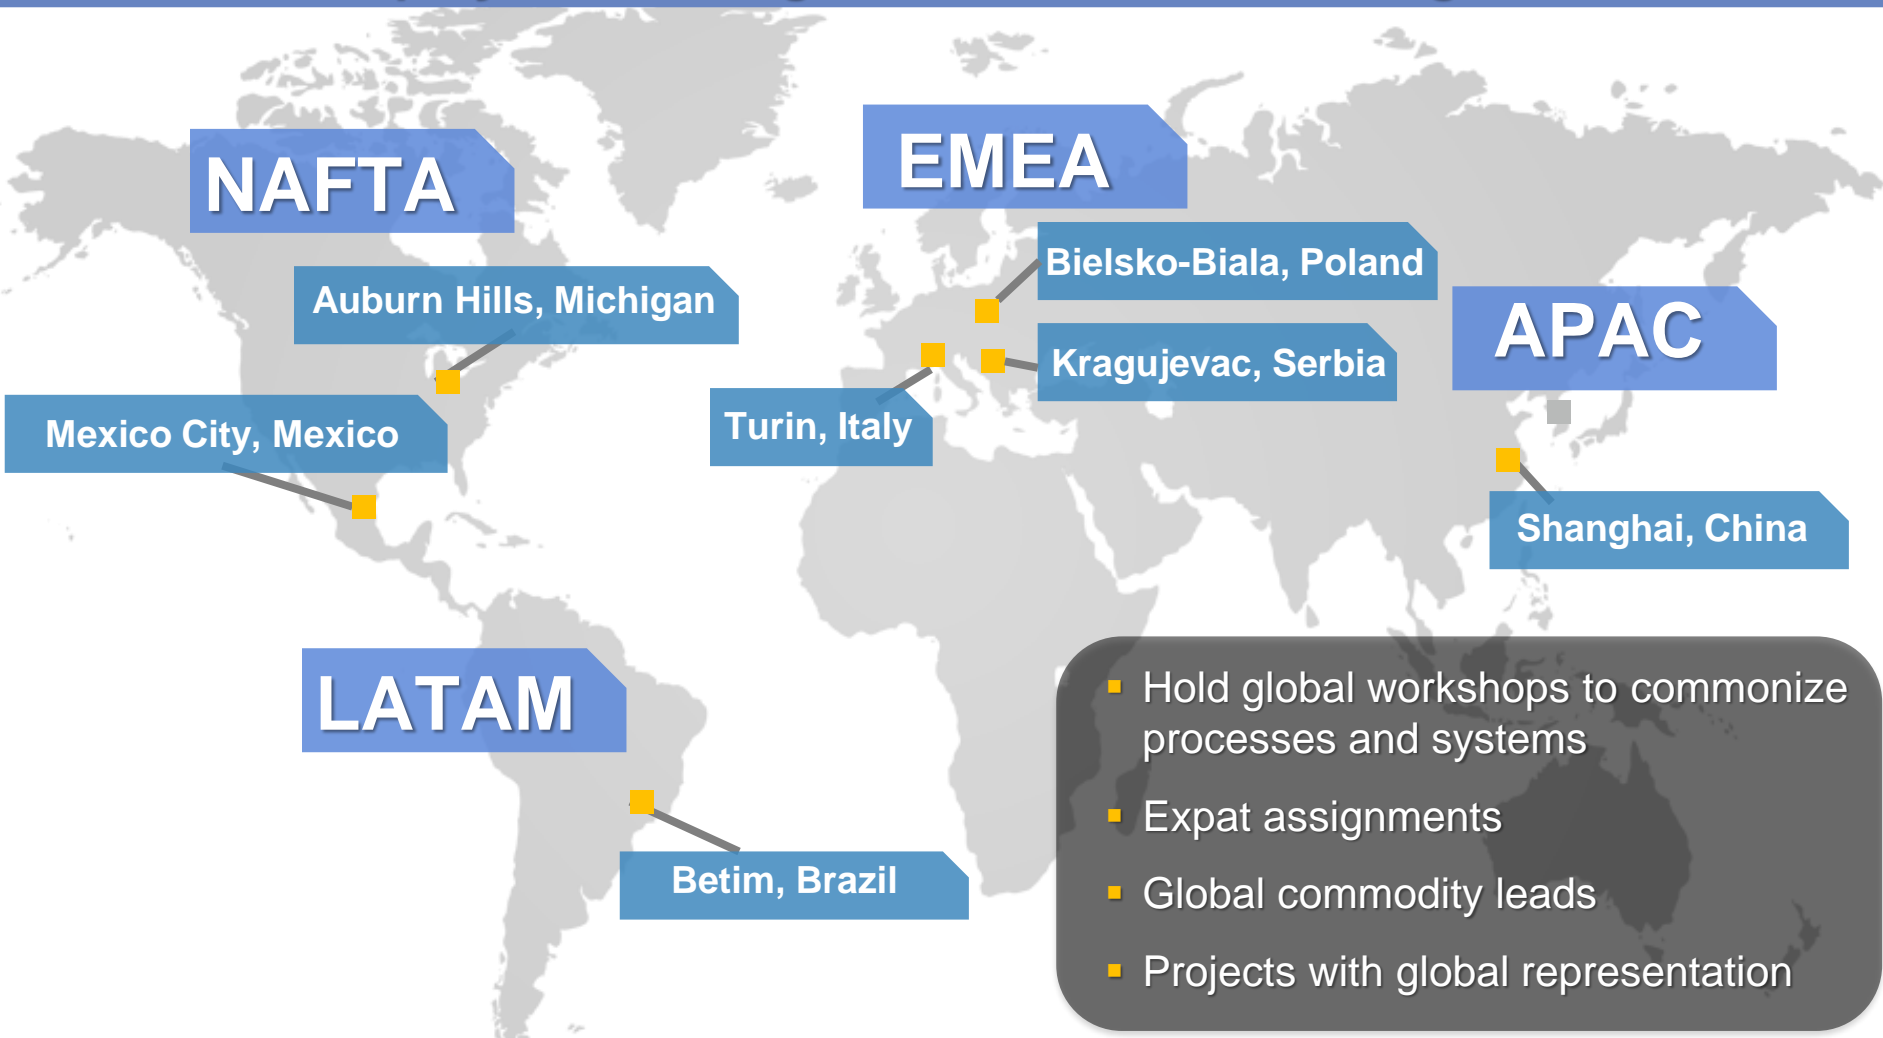 NAFTA
EMEA
Bielsko-Biala, Poland
Auburn Hills, Michigan
APAC
Kragujevac, Serbia
Turin, Italy
Mexico City, Mexico
Shanghai, China
LATAM
Betim, Brazil
Hold global workshops to commonize
processes and systems
Expat assignments
Global commodity leads
Projects with global representation